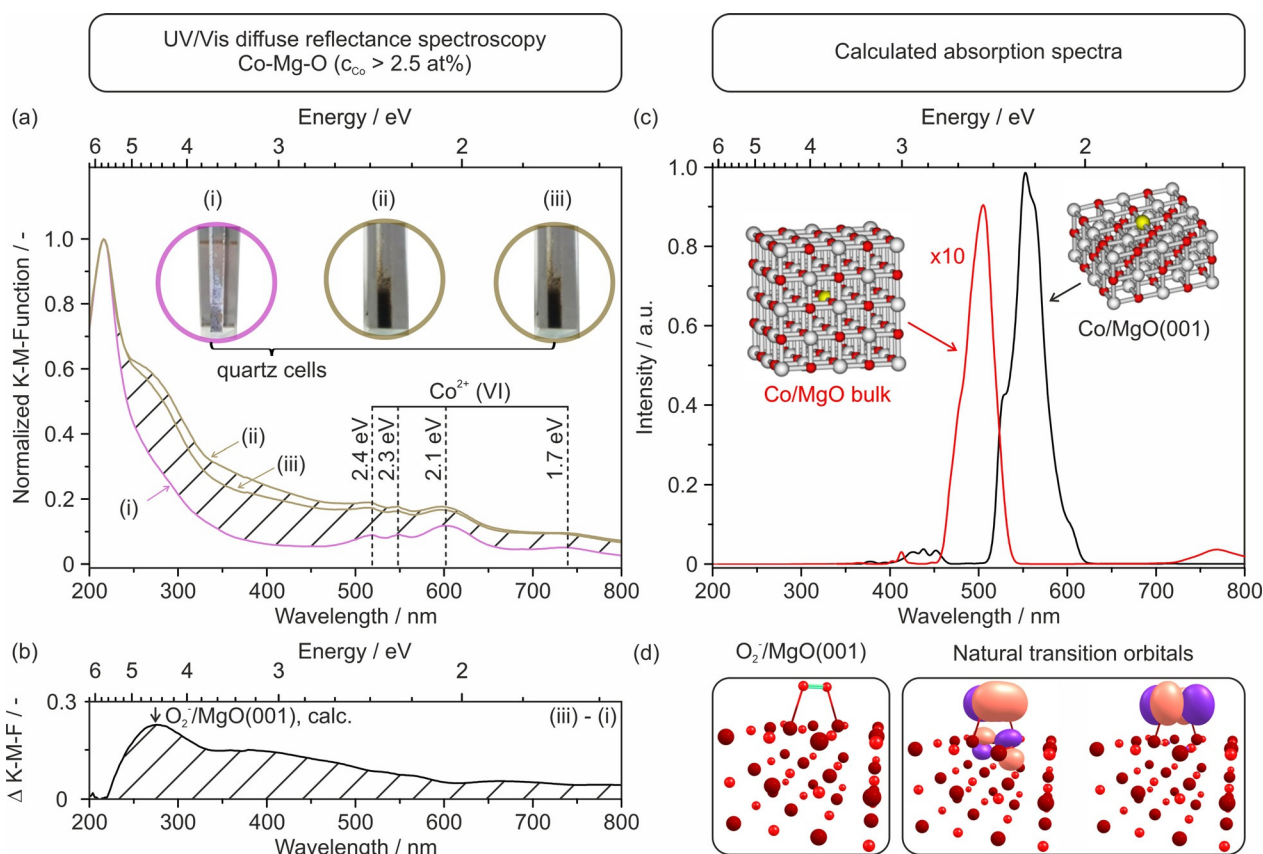 UV/Vis diffuse reflectance spectroscopy
Co-Mg-O (c_Co > 2.5 at%)
Calculated absorption spectra
(a)
Energy / eV
6 5 4 3 2
(i)
(ii)
(iii)
quartz cells
Co²⁺ (VI)
2.4 eV
2.3 eV
2.1 eV
1.7 eV
(ii)
(iii)
(i)
Normalized K-M-Function / -
1.0
0.8
0.6
0.4
0.2
0
200 300 400 500 600 700 800
Wavelength / nm
(b)
Energy / eV
6 5 4 3 2
Δ K-M-F / -
0.3
0
O₂⁻/MgO(001), calc.
(iii) - (i)
200 300 400 500 600 700 800
Wavelength / nm
(c)
Energy / eV
6 5 4 3 2
Intensity / a.u.
1.0
0.8
0.6
0.4
0.2
0
x10
Co/MgO(001)
Co/MgO bulk
200 300 400 500 600 700 800
Wavelength / nm
(d)
O₂⁻/MgO(001)
Natural transition orbitals